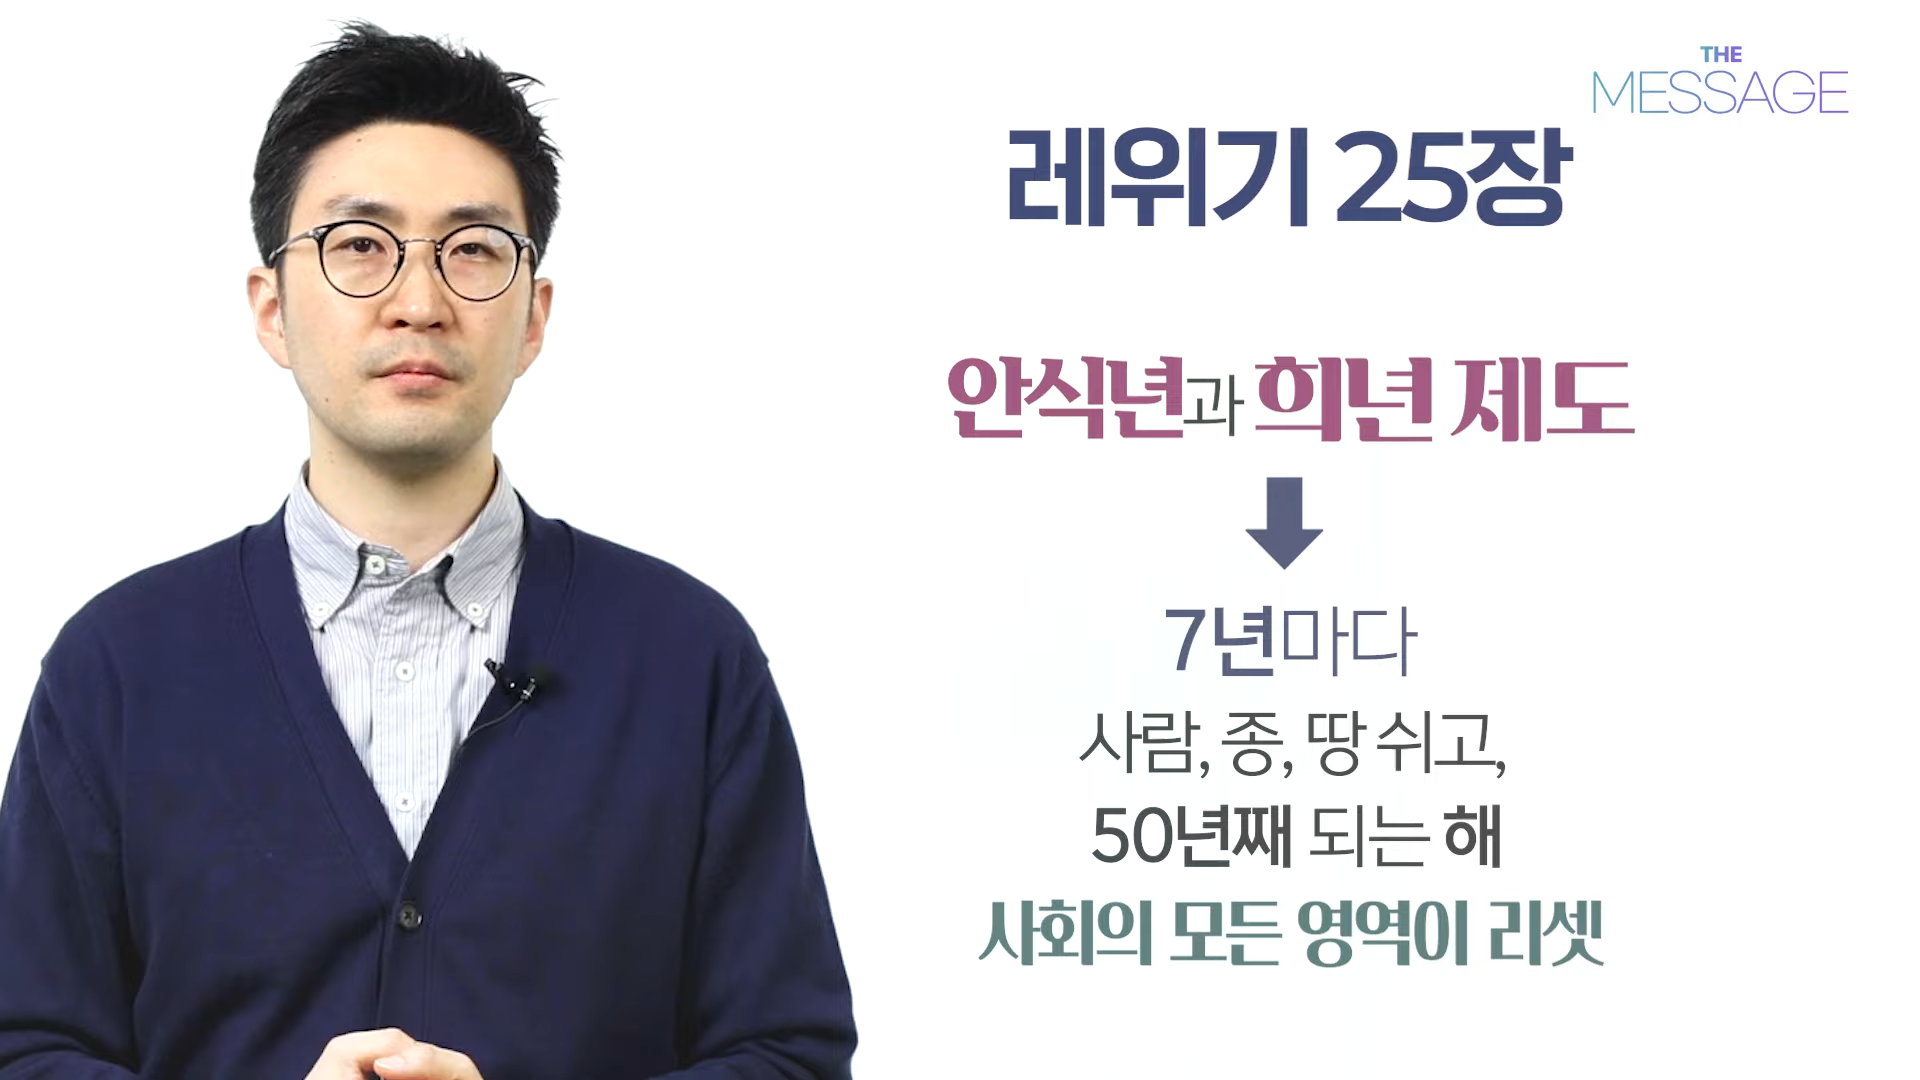 THE
MESSAGE
레위기 25장
안식년과 희년 제도
7년마다
사람, 종, 땅 쉬고,
50년째 되는 해
사회의 모든 영역이 리셋